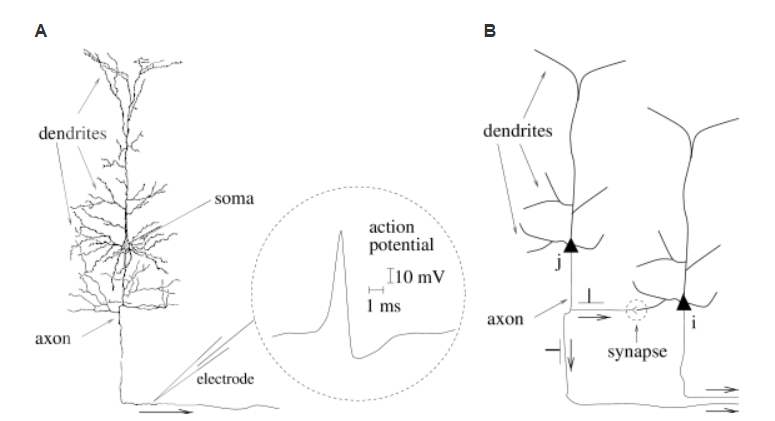 A
dendrites
soma
action
potential
10 mV
1 ms
axon
electrode
B
dendrites
j
axon
synapse
i